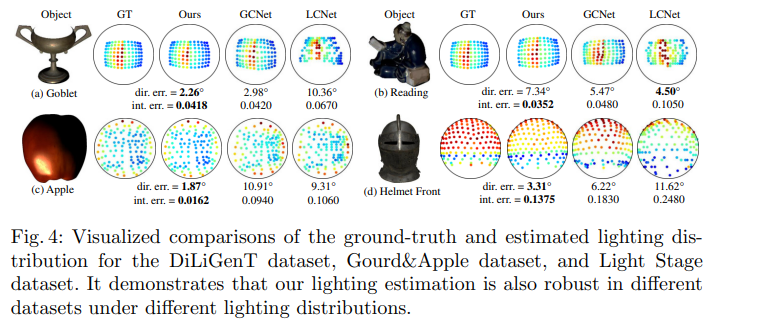 Object GT Ours GCNet LCNet Object GT Ours GCNet LCNet
(a) Goblet dir. err. = 2.26° 2.98° 10.36° (b) Reading dir. err. = 7.34° 5.47° 4.50°
int. err. = 0.0418 0.0420 0.0670 int. err. = 0.0352 0.0480 0.1050
(c) Apple dir. err. = 1.87° 10.91° 9.31° (d) Helmet Front dir. err. = 3.31° 6.22° 11.62°
int. err. = 0.0162 0.0940 0.1060 int. err. = 0.1375 0.1830 0.2480
Fig. 4: Visualized comparisons of the ground-truth and estimated lighting dis-
tribution for the DiLiGenT dataset, Gourd&Apple dataset, and Light Stage
dataset. It demonstrates that our lighting estimation is also robust in different
datasets under different lighting distributions.